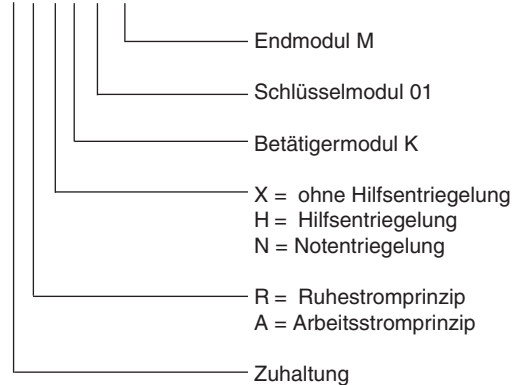 Endmodul M
Schlüsselmodul 01
Betätigermodul K
X = ohne Hilfsentriegelung
H = Hilfsentriegelung
N = Notentriegelung
R = Ruhestromprinzip
A = Arbeitsstromprinzip
Zuhaltung